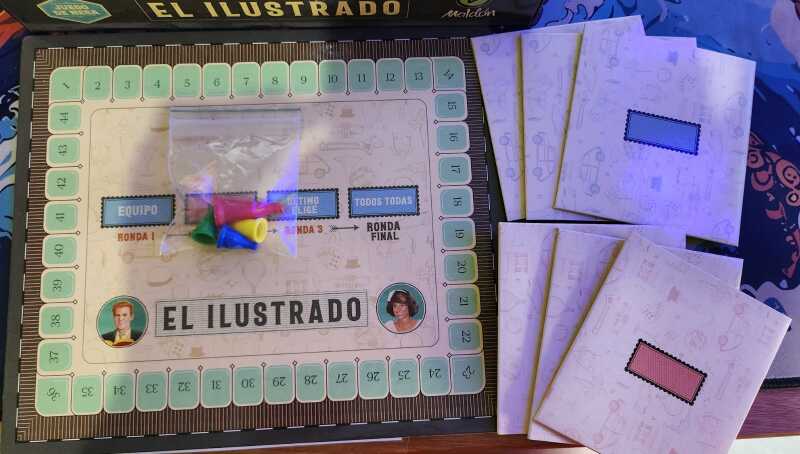 JUEGO
DE MESA
EL ILUSTRADO
Maldón
1 2 3 4 5 6 7 8 9 10 11 12 13 14
44 15
43 16
42 17
41 18
40 19
39 20
38 21
37 22
36 35 34 33 32 31 30 29 28 27 26 25 24 23
EQUIPO
ÚLTIMO
ELIGE
TODOS TODAS
RONDA 1
RONDA 3
RONDA
FINAL
EL ILUSTRADO